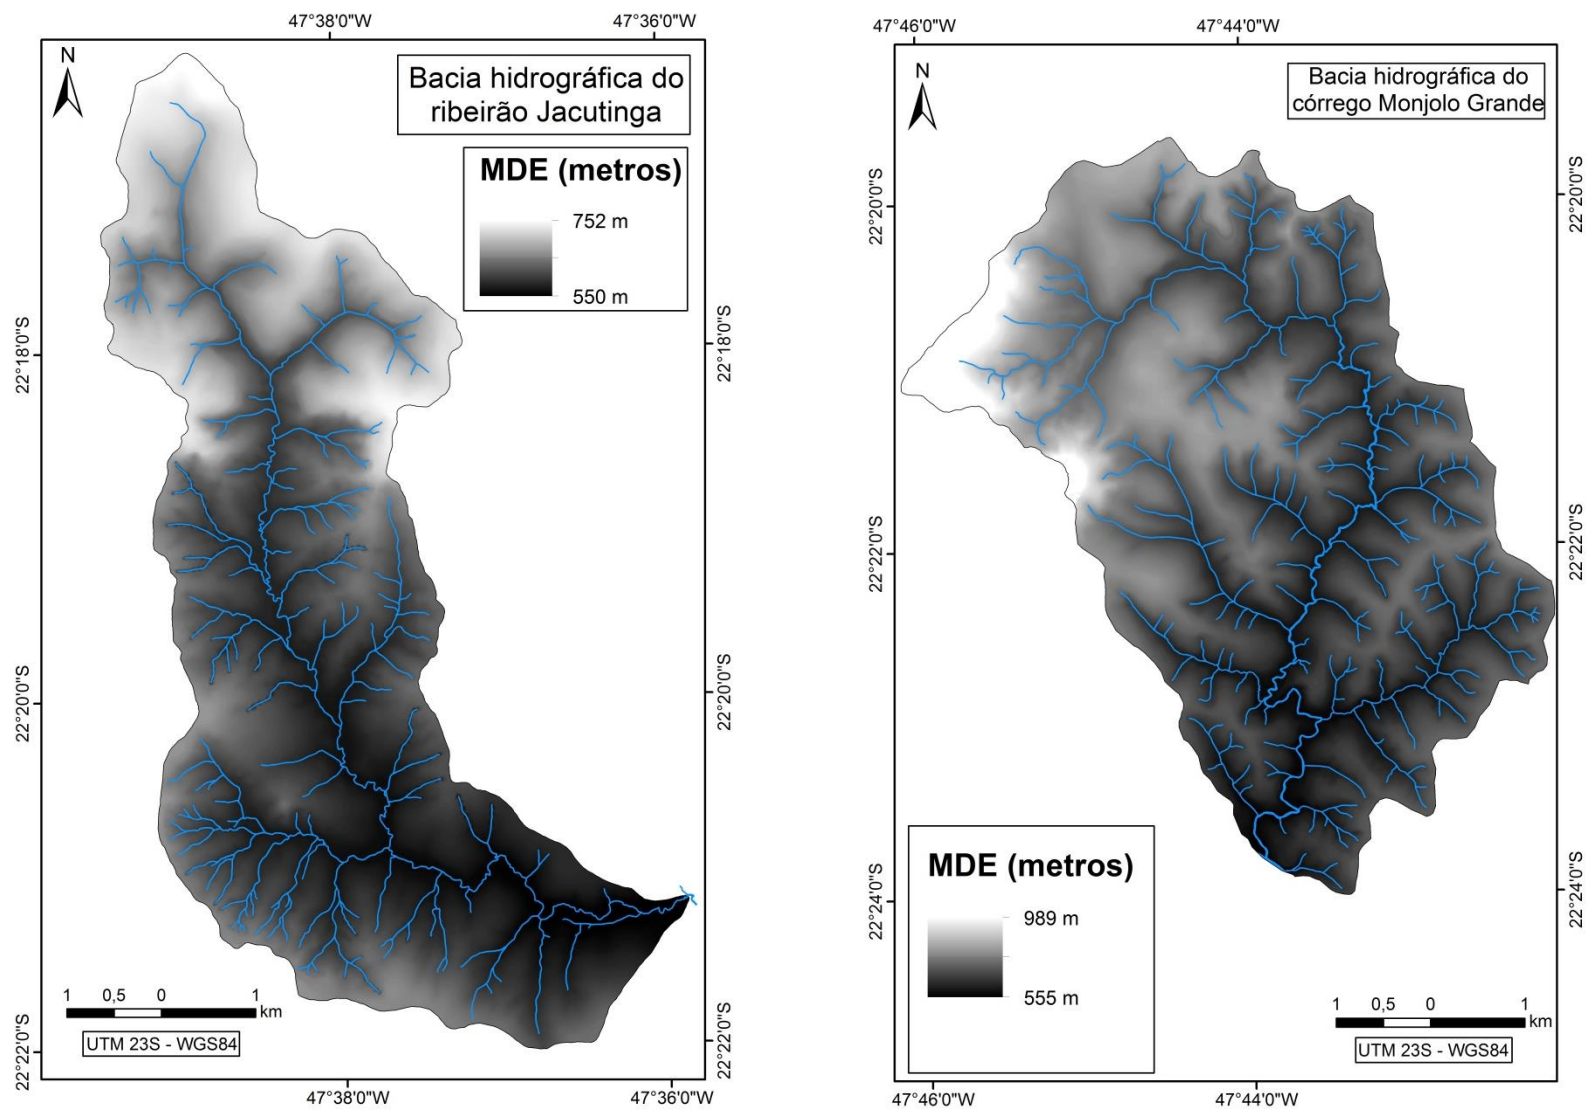 47°38'0"W 47°36'0"W
N
Bacia hidrográfica do
ribeirão Jacutinga
MDE (metros)
752 m
550 m
22°18'0"S 22°18'0"S
22°20'0"S 22°20'0"S
22°22'0"S 22°22'0"S
1 0,5 0 1
km
UTM 23S - WGS84
47°38'0"W 47°36'0"W
47°46'0"W 47°44'0"W
N
Bacia hidrográfica do
córrego Monjolo Grande
22°20'0"S 22°20'0"S
22°22'0"S 22°22'0"S
22°24'0"S 22°24'0"S
MDE (metros)
989 m
555 m
1 0,5 0 1
km
UTM 23S - WGS84
47°46'0"W 47°44'0"W